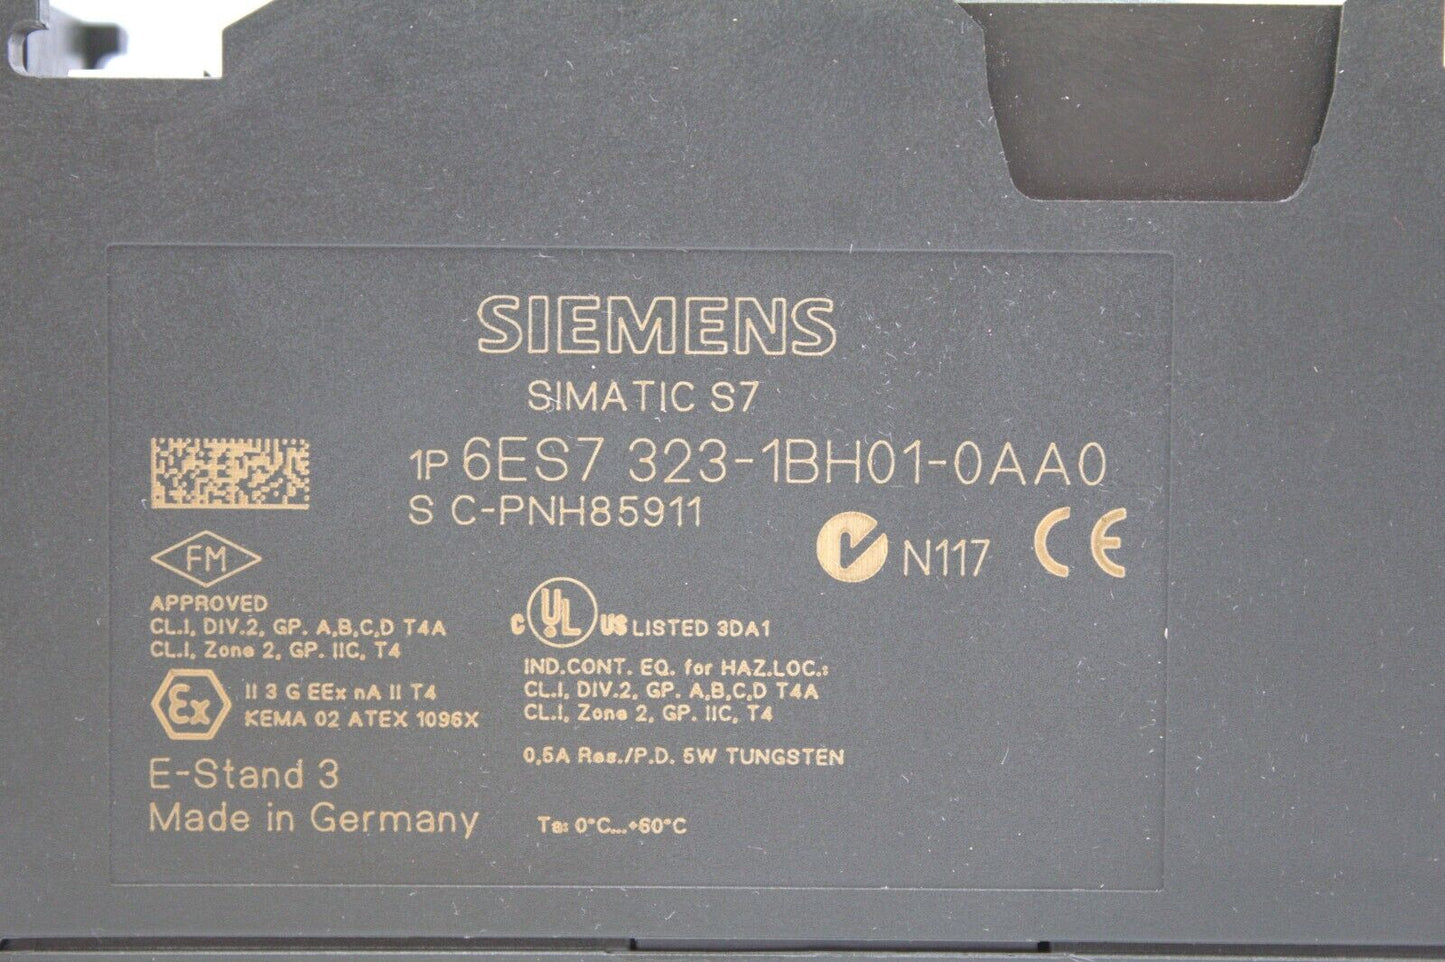 SIEMENS
SIMATIC S7
1P 6ES7 323-1BH01-0AA0
S C-PNH85911
N117 CE
FM
APPROVED
CL.I, DIV.2, GP. A,B,C,D T4A
CL.I, Zone 2, GP. IIC, T4
Ex II 3 G EEx nA II T4
KEMA 02 ATEX 1096X
E-Stand 3
Made in Germany
C UL US LISTED 3DA1
IND.CONT. EQ. for HAZ.LOC.:
CL.I, DIV.2, GP. A,B,C,D T4A
CL.I, Zone 2, GP. IIC, T4
0,5A Res./P.D. 5W TUNGSTEN
Ta: 0°C...+60°C